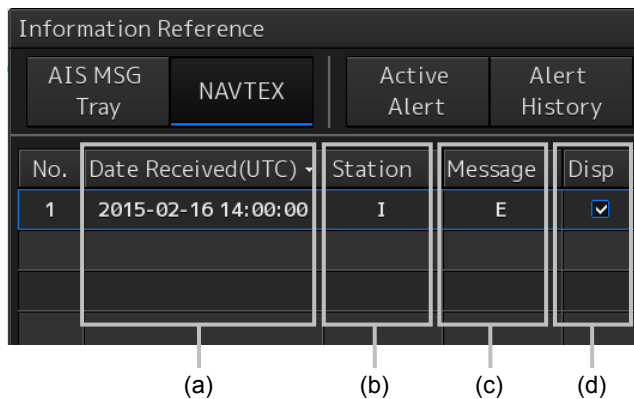 Information Reference
AIS MSG
Tray
NAVTEX
Active
Alert
Alert
History
No. Date Received(UTC) Station Message Disp
1 2015-02-16 14:00:00 I E
(a) (b) (c) (d)